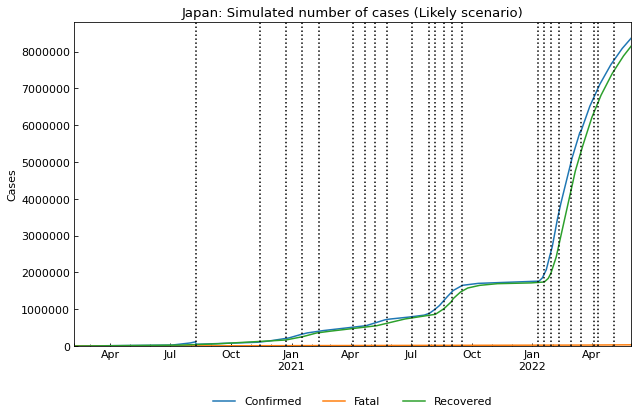 Japan: Simulated number of cases (Likely scenario)
8000000
7000000
6000000
5000000
4000000
3000000
2000000
1000000
0
Cases
Apr Jul Oct Jan Apr Jul Oct Jan Apr
2021 2022
Confirmed Fatal Recovered